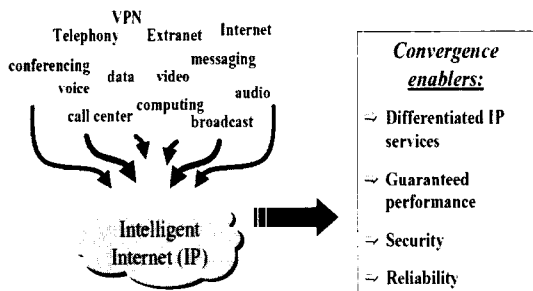 VPN
Telephony Extranet Internet
conferencing data video messaging
voice computing audio
call center broadcast
Intelligent
Internet (IP)
Convergence
enablers:
⇒ Differentiated IP
services
⇒ Guaranteed
performance
⇒ Security
⇒ Reliability